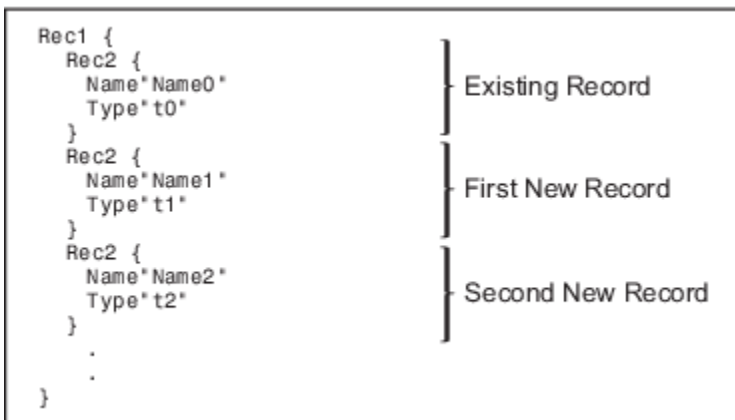 Rec1 {
Rec2 {
Name"Name0"
Type"t0"
}
Existing Record
Rec2 {
Name"Name1"
Type"t1"
}
First New Record
Rec2 {
Name"Name2"
Type"t2"
}
Second New Record
.
.
}